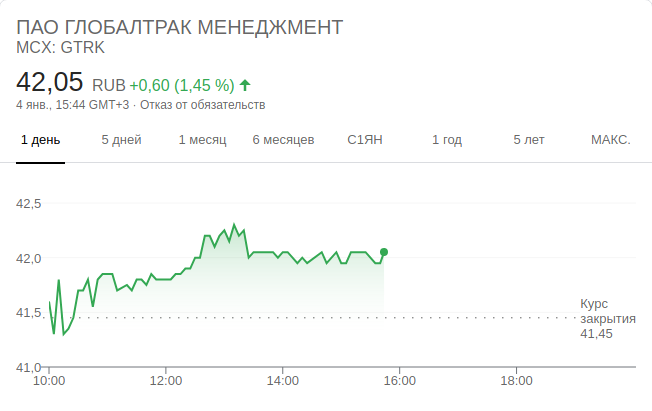 ПАО ГЛОБАЛТРАК МЕНЕДЖМЕНТ
MCX: GTRK
42,05 RUB +0,60 (1,45 %)
4 янв., 15:44 GMT+3 · Отказ от обязательств
1 день 5 дней 1 месяц 6 месяцев С1ЯН 1 год 5 лет МАКС.
42,5
42,0
41,5
Курс
закрытия
41,45
41,0
10:00 12:00 14:00 16:00 18:00